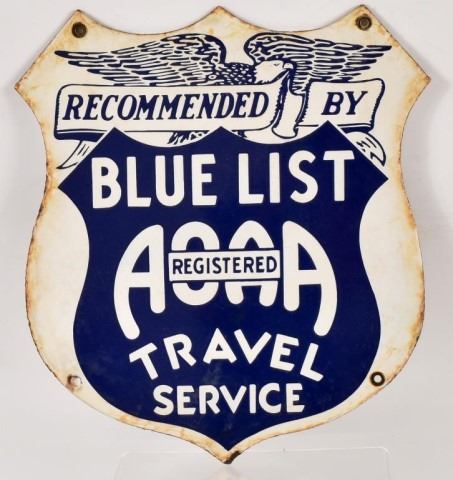 RECOMMENDED BY
BLUE LIST
AOAA
REGISTERED
TRAVEL
SERVICE